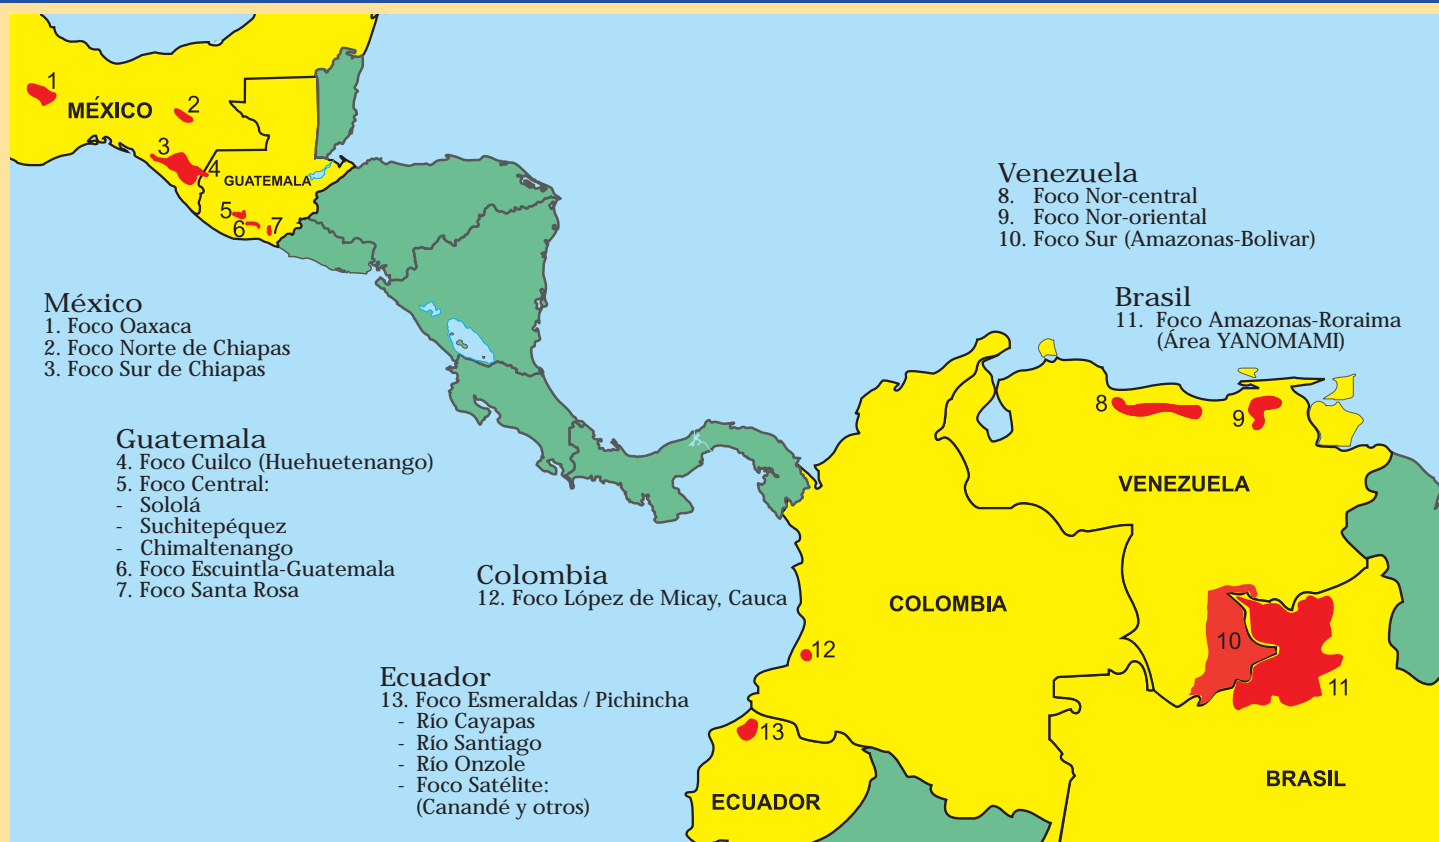 1
MÉXICO
2
3
4
GUATEMALA
5
6
7
México
1. Foco Oaxaca
2. Foco Norte de Chiapas
3. Foco Sur de Chiapas
Guatemala
4. Foco Cuilco (Huehuetenango)
5. Foco Central:
- Sololá
- Suchitepéquez
- Chimaltenango
6. Foco Escuintla-Guatemala
7. Foco Santa Rosa
Venezuela
8. Foco Nor-central
9. Foco Nor-oriental
10. Foco Sur (Amazonas-Bolivar)
Brasil
11. Foco Amazonas-Roraima
(Área YANOMAMI)
8
9
VENEZUELA
Colombia
12. Foco López de Micay, Cauca
COLOMBIA
10
11
12
Ecuador
13. Foco Esmeraldas / Pichincha
- Río Cayapas
- Río Santiago
- Río Onzole
- Foco Satélite:
(Canandé y otros)
13
ECUADOR
BRASIL